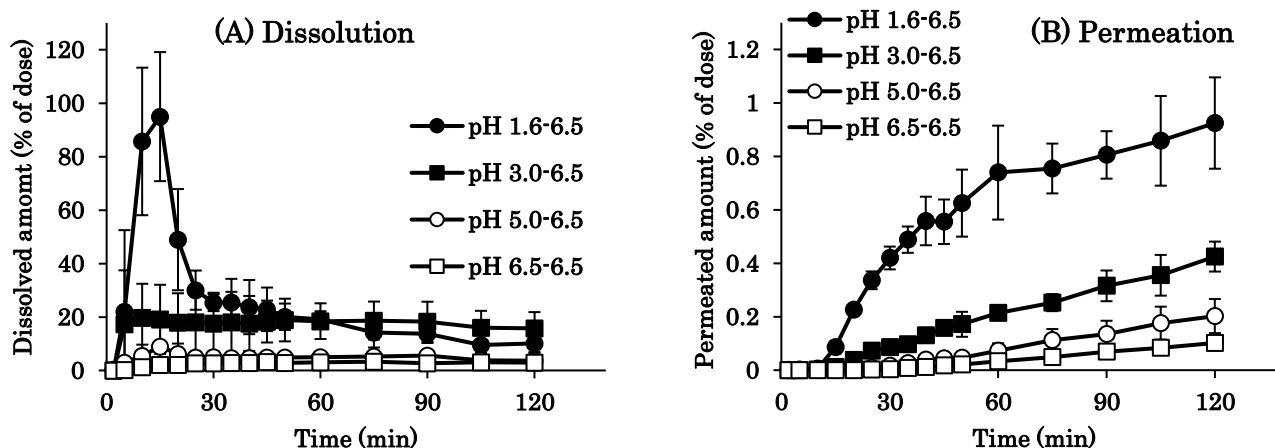 (A) Dissolution
Dissolved amomt (% of dose)
120
100
80
60
40
20
0
pH 1.6-6.5
pH 3.0-6.5
pH 5.0-6.5
pH 6.5-6.5
0 30 60 90 120
Time (min)
(B) Permeation
pH 1.6-6.5
pH 3.0-6.5
pH 5.0-6.5
pH 6.5-6.5
Permeated amount (% of dose)
1.2
1
0.8
0.6
0.4
0.2
0
0 30 60 90 120
Time (min)